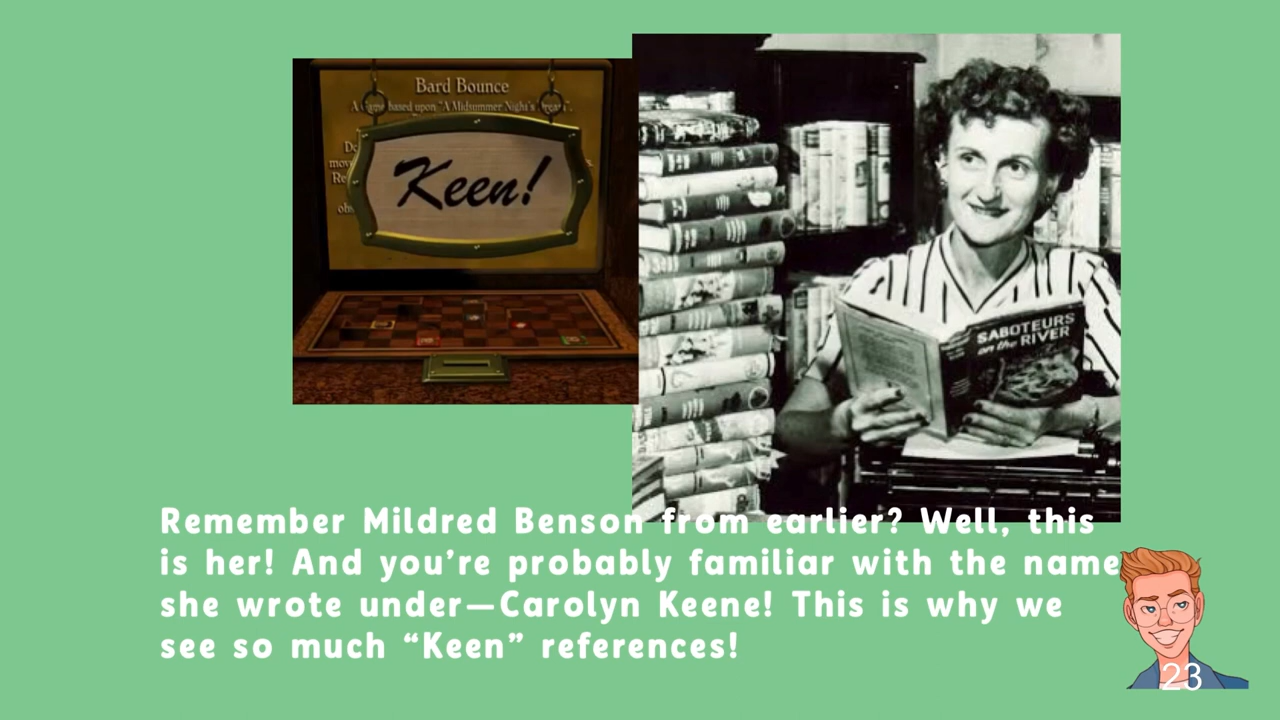 Bard Bounce
A Game based upon "A Midsummer Night's Dream".
Keen!
SABOTEURS
on the RIVER
Remember Mildred Benson from earlier? Well, this
is her! And you're probably familiar with the name
she wrote under—Carolyn Keene! This is why we
see so much “Keen” references!
23